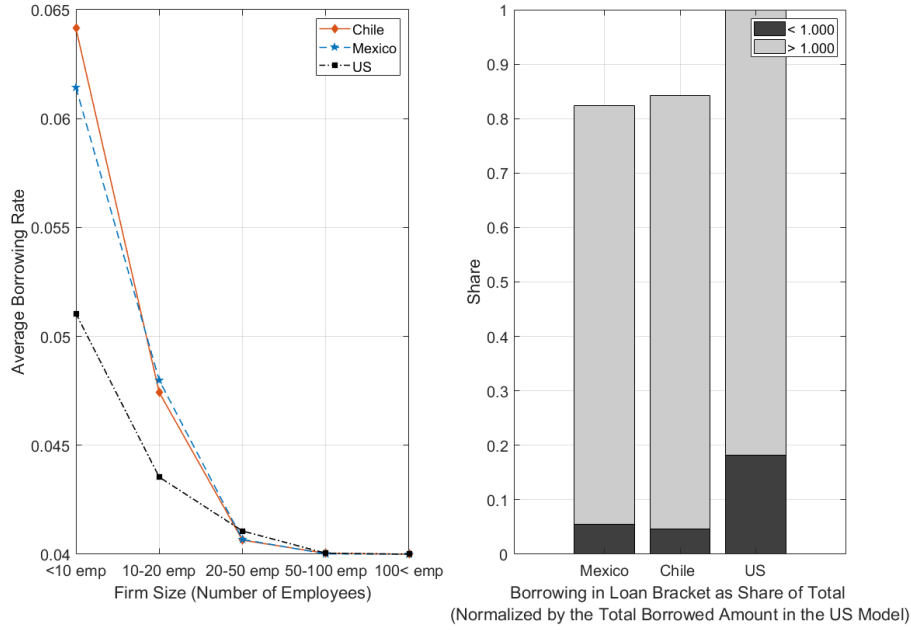 0.065
0.06
0.055
0.05
0.045
0.04
Average Borrowing Rate
Chile
Mexico
US
<10 emp 10-20 emp 20-50 emp 50-100 emp 100< emp
Firm Size (Number of Employees)
1
0.9
0.8
0.7
0.6
0.5
0.4
0.3
0.2
0.1
0
Share
< 1.000
> 1.000
Mexico Chile US
Borrowing in Loan Bracket as Share of Total
(Normalized by the Total Borrowed Amount in the US Model)